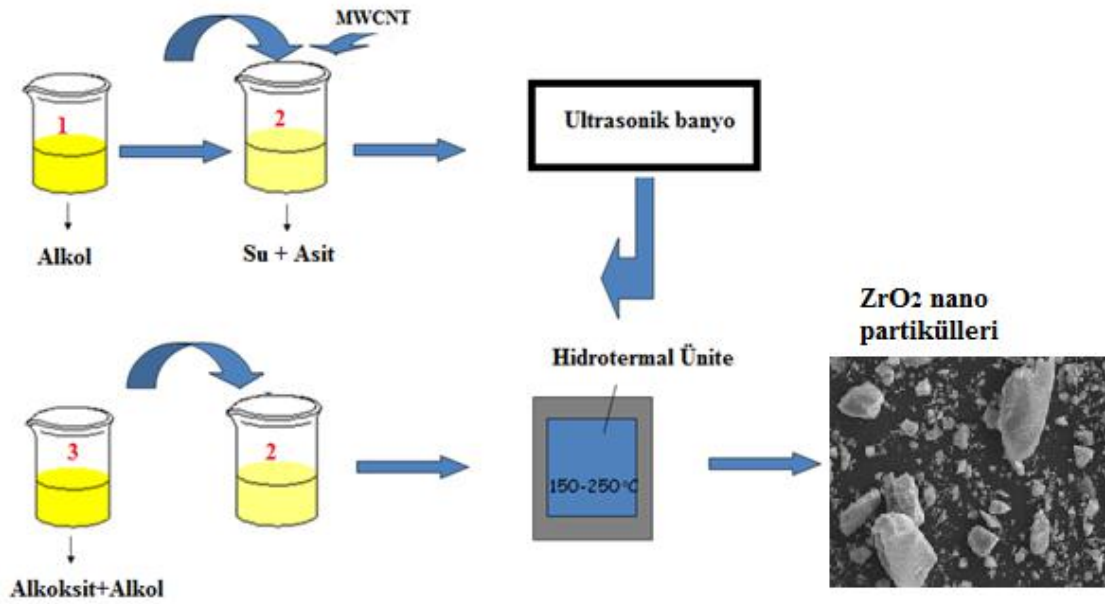 MWCNT
1
2
Ultrasonik banyo
Alkol
Su + Asit
ZrO2 nano
partikülleri
Hidrotermal Ünite
3
2
150-250°C
Alkoksit+Alkol